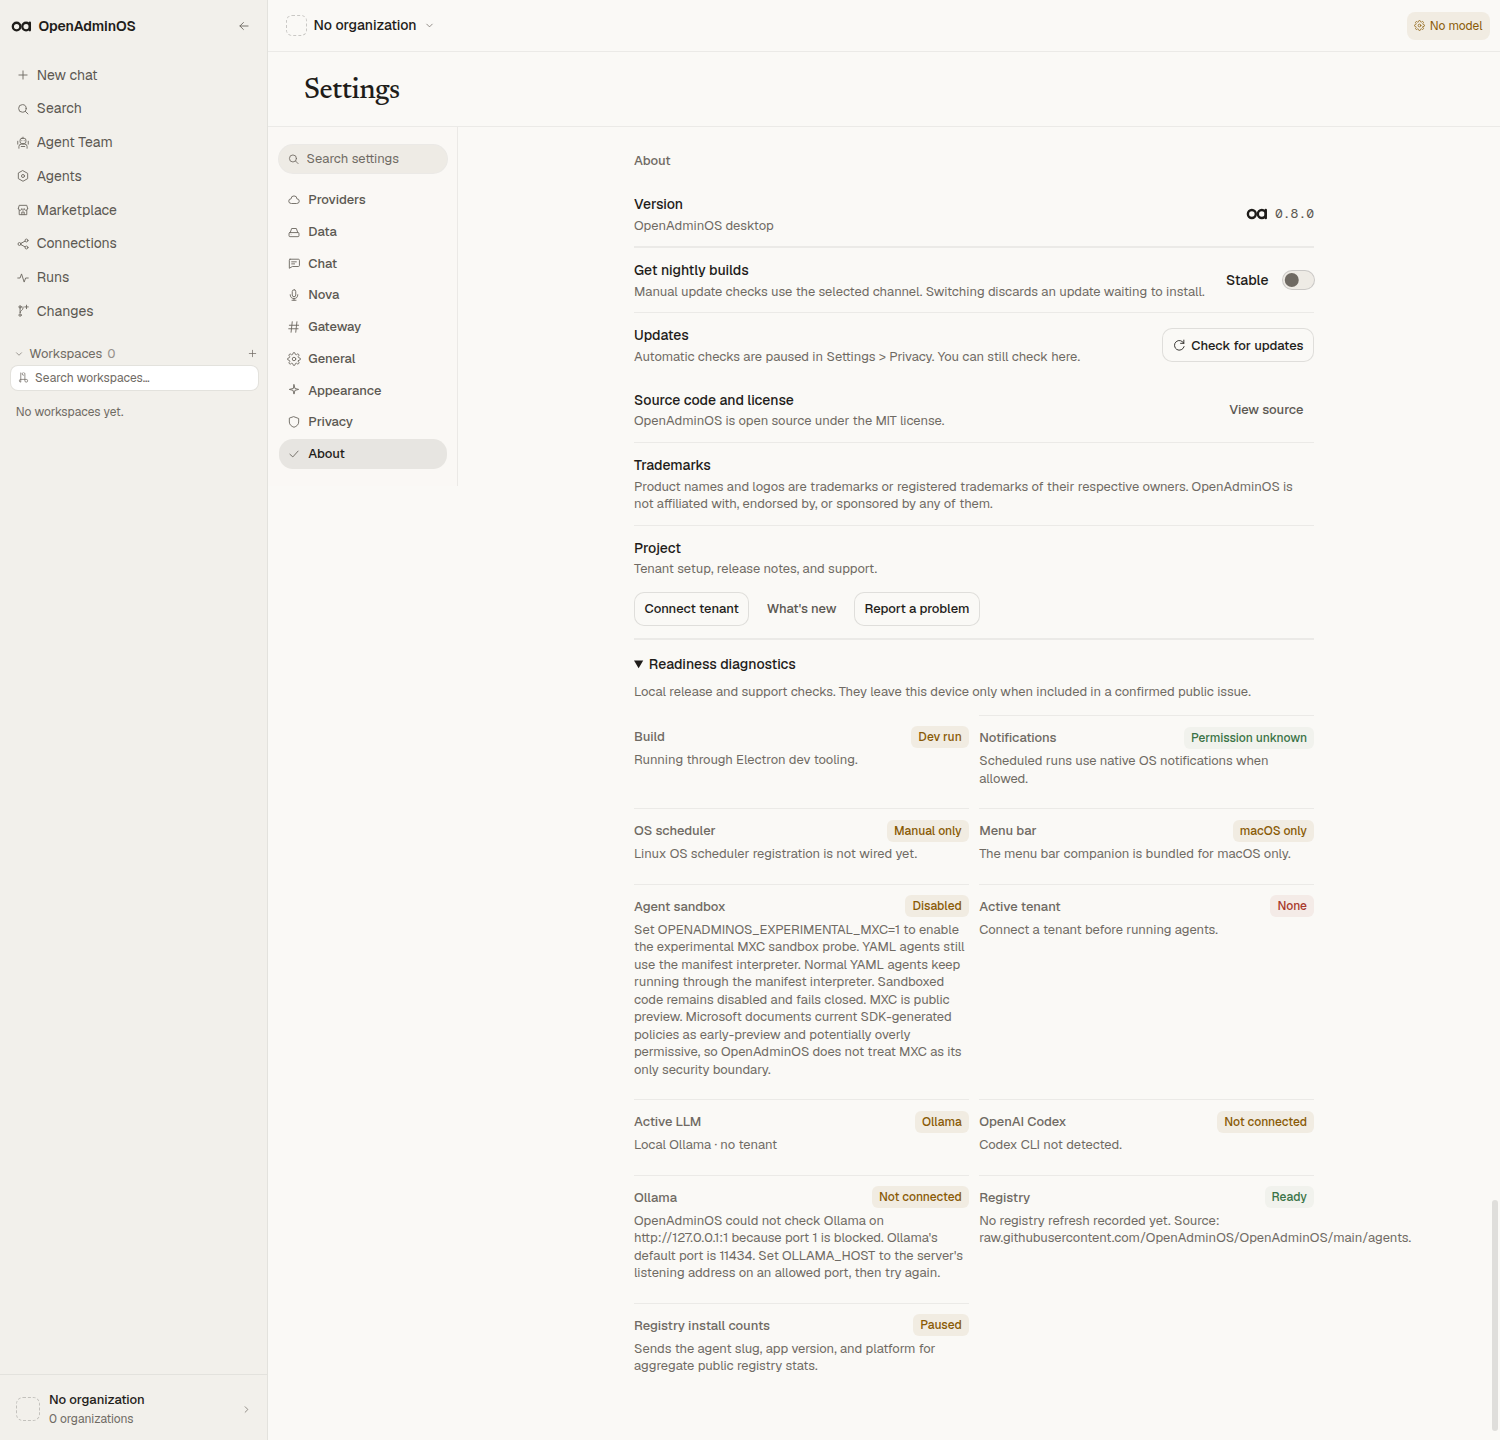 OpenAdminOS
New chat
Search
Agent Team
Agents
Marketplace
Connections
Runs
Changes
Workspaces 0
Search workspaces...
No workspaces yet.
No organization
0 organizations
No organization
No model
Settings
Search settings
Providers
Data
Chat
Nova
Gateway
General
Appearance
Privacy
About
About
Version
OpenAdminOS desktop
0.8.0
Get nightly builds
Manual update checks use the selected channel. Switching discards an update waiting to install.
Stable
Updates
Automatic checks are paused in Settings > Privacy. You can still check here.
Check for updates
Source code and license
OpenAdminOS is open source under the MIT license.
View source
Trademarks
Product names and logos are trademarks or registered trademarks of their respective owners. OpenAdminOS is
not affiliated with, endorsed by, or sponsored by any of them.
Project
Tenant setup, release notes, and support.
Connect tenant
What's new
Report a problem
Readiness diagnostics
Local release and support checks. They leave this device only when included in a confirmed public issue.
Build
Dev run
Running through Electron dev tooling.
Notifications
Permission unknown
Scheduled runs use native OS notifications when
allowed.
OS scheduler
Manual only
Linux OS scheduler registration is not wired yet.
Menu bar
macOS only
The menu bar companion is bundled for macOS only.
Agent sandbox
Disabled
Set OPENADMINOS_EXPERIMENTAL_MXC=1 to enable
the experimental MXC sandbox probe. YAML agents still
use the manifest interpreter. Normal YAML agents keep
running through the manifest interpreter. Sandboxed
code remains disabled and fails closed. MXC is public
preview. Microsoft documents current SDK-generated
policies as early-preview and potentially overly
permissive, so OpenAdminOS does not treat MXC as its
only security boundary.
Active tenant
None
Connect a tenant before running agents.
Active LLM
Ollama
Local Ollama · no tenant
OpenAI Codex
Not connected
Codex CLI not detected.
Ollama
Not connected
OpenAdminOS could not check Ollama on
http://127.0.0.1:1 because port 1 is blocked. Ollama's
default port is 11434. Set OLLAMA_HOST to the server's
listening address on an allowed port, then try again.
Registry
Ready
No registry refresh recorded yet. Source:
raw.githubusercontent.com/OpenAdminOS/OpenAdminOS/main/agents.
Registry install counts
Paused
Sends the agent slug, app version, and platform for
aggregate public registry stats.